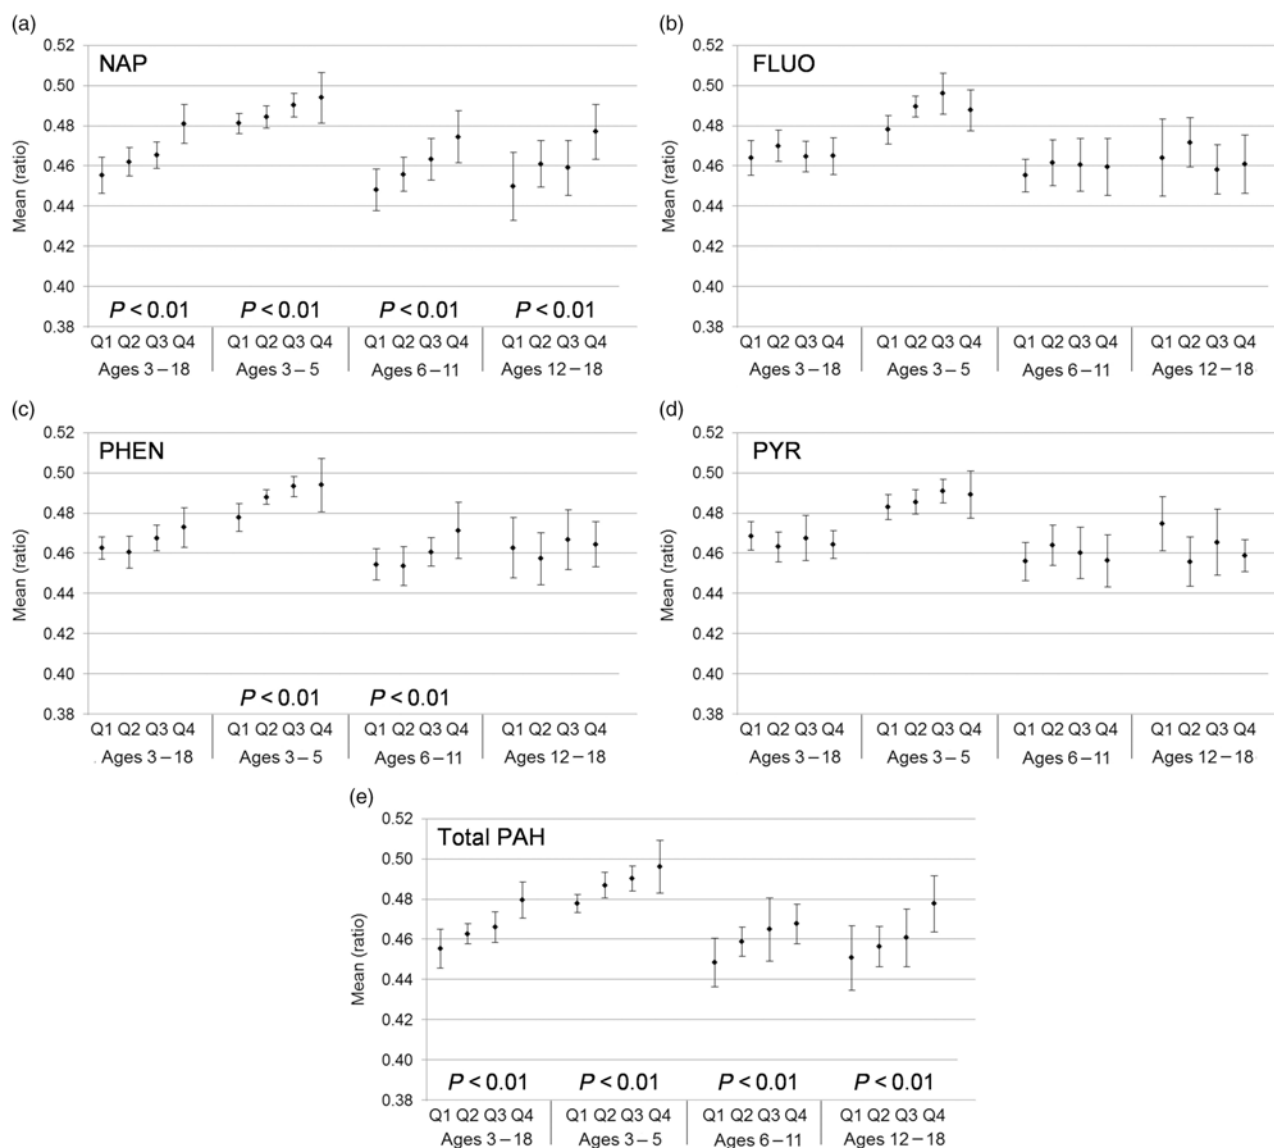 (a)
0.52
0.50
0.48
0.46
0.44
0.42
0.40
0.38
Mean (ratio)
NAP
P < 0.01 P < 0.01 P < 0.01 P < 0.01
Q1 Q2 Q3 Q4 Q1 Q2 Q3 Q4 Q1 Q2 Q3 Q4 Q1 Q2 Q3 Q4
Ages 3–18 Ages 3–5 Ages 6–11 Ages 12–18
(b)
0.52
0.50
0.48
0.46
0.44
0.42
0.40
0.38
Mean (ratio)
FLUO
Q1 Q2 Q3 Q4 Q1 Q2 Q3 Q4 Q1 Q2 Q3 Q4 Q1 Q2 Q3 Q4
Ages 3–18 Ages 3–5 Ages 6–11 Ages 12–18
(c)
0.52
0.50
0.48
0.46
0.44
0.42
0.40
0.38
Mean (ratio)
PHEN
P < 0.01 P < 0.01
Q1 Q2 Q3 Q4 Q1 Q2 Q3 Q4 Q1 Q2 Q3 Q4 Q1 Q2 Q3 Q4
Ages 3–18 Ages 3–5 Ages 6–11 Ages 12–18
(d)
0.52
0.50
0.48
0.46
0.44
0.42
0.40
0.38
Mean (ratio)
PYR
Q1 Q2 Q3 Q4 Q1 Q2 Q3 Q4 Q1 Q2 Q3 Q4 Q1 Q2 Q3 Q4
Ages 3–18 Ages 3–5 Ages 6–11 Ages 12–18
(e)
0.52
0.50
0.48
0.46
0.44
0.42
0.40
0.38
Mean (ratio)
Total PAH
P < 0.01 P < 0.01 P < 0.01 P < 0.01
Q1 Q2 Q3 Q4 Q1 Q2 Q3 Q4 Q1 Q2 Q3 Q4 Q1 Q2 Q3 Q4
Ages 3–18 Ages 3–5 Ages 6–11 Ages 12–18